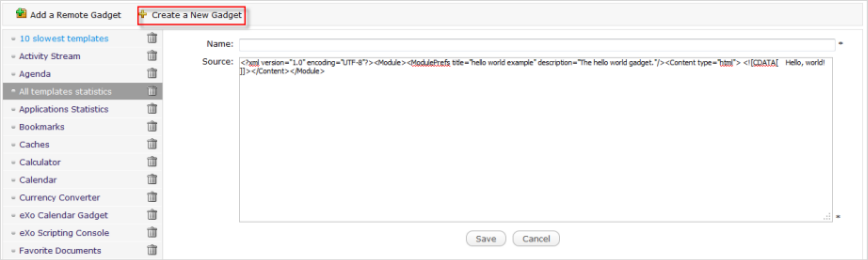 Add a Remote Gadget
Create a New Gadget
10 slowest templates
Activity Stream
Agenda
All templates statistics
Applications Statistics
Bookmarks
Caches
Calculator
Calendar
Currency Converter
eXo Calendar Gadget
eXo Scripting Console
Favorite Documents
Name: *
Source: <?xml version="1.0" encoding="UTF-8"?><Module><ModulePrefs title="hello world example" description="The hello world gadget."/><Content type="html"> <![CDATA[ Hello, world!
]]></Content></Module>
*
Save Cancel